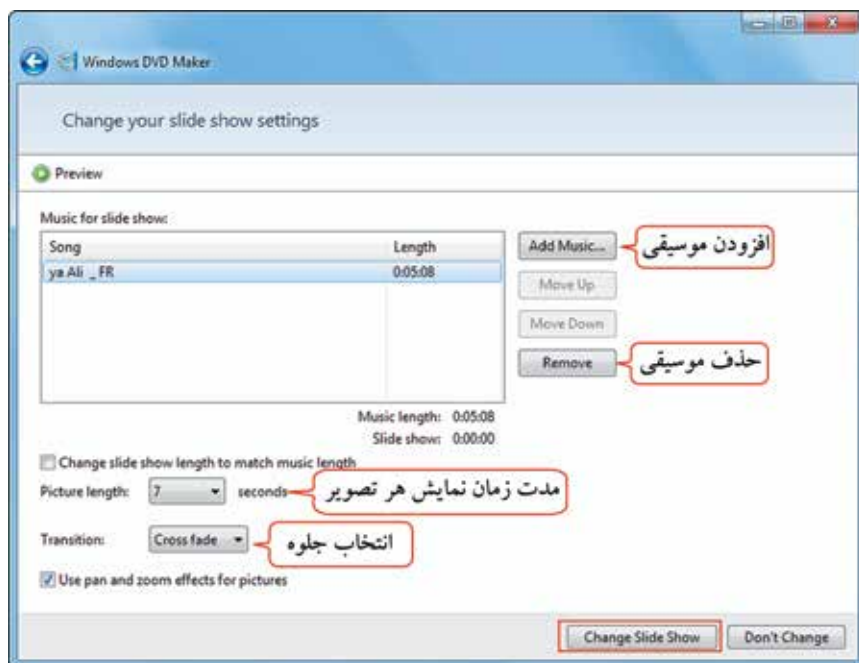 Windows DVD Maker
Change your slide show settings
Preview
Music for slide show:
Song Length
ya Ali _ FR 0:05:08
Add Music...
افزودن موسیقی
Move Up
Move Down
Remove
حذف موسیقی
Music length: 0:05:08
Slide show: 0:00:00
Change slide show length to match music length
Picture length: 7 seconds
مدت زمان نمایش هر تصویر
Transition: Cross fade
انتخاب جلوه
Use pan and zoom effects for pictures
Change Slide Show Don't Change